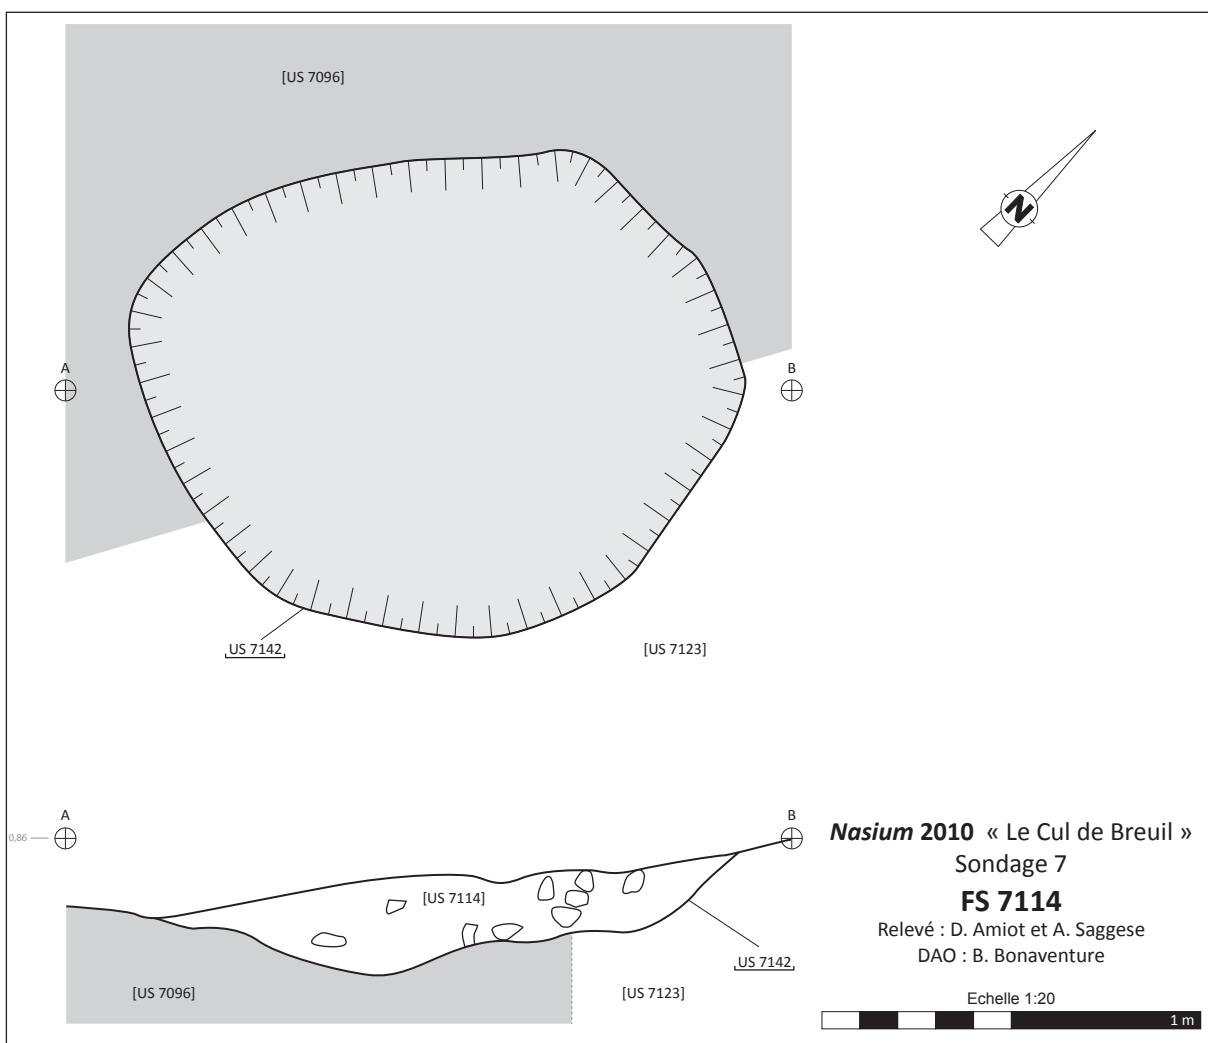 [US 7096]
N
A
B
US 7142
[US 7123]
A
B
0,86
[US 7114]
US 7142
[US 7096]
[US 7123]
Nasium 2010 « Le Cul de Breuil »
Sondage 7
FS 7114
Relevé : D. Amiot et A. Saggese
DAO : B. Bonaventure
Echelle 1:20
1 m